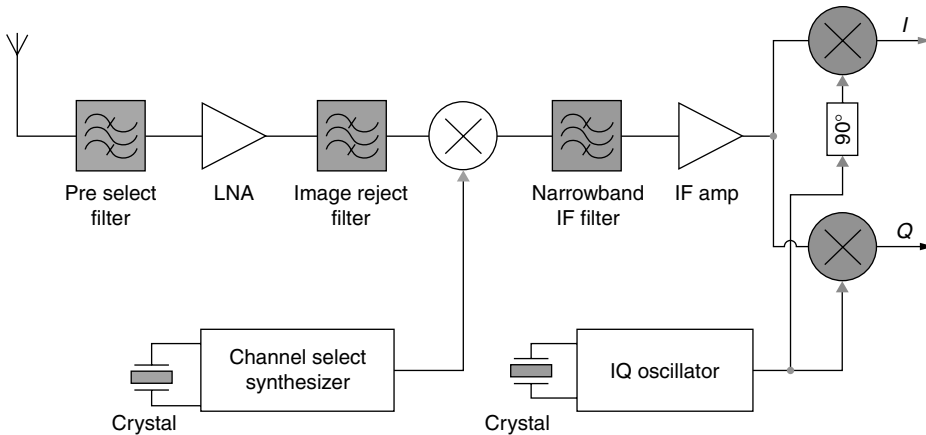 I
90°
Pre select
filter
LNA
Image reject
filter
Narrowband
IF filter
IF amp
Q
Channel select
synthesizer
Crystal
IQ oscillator
Crystal